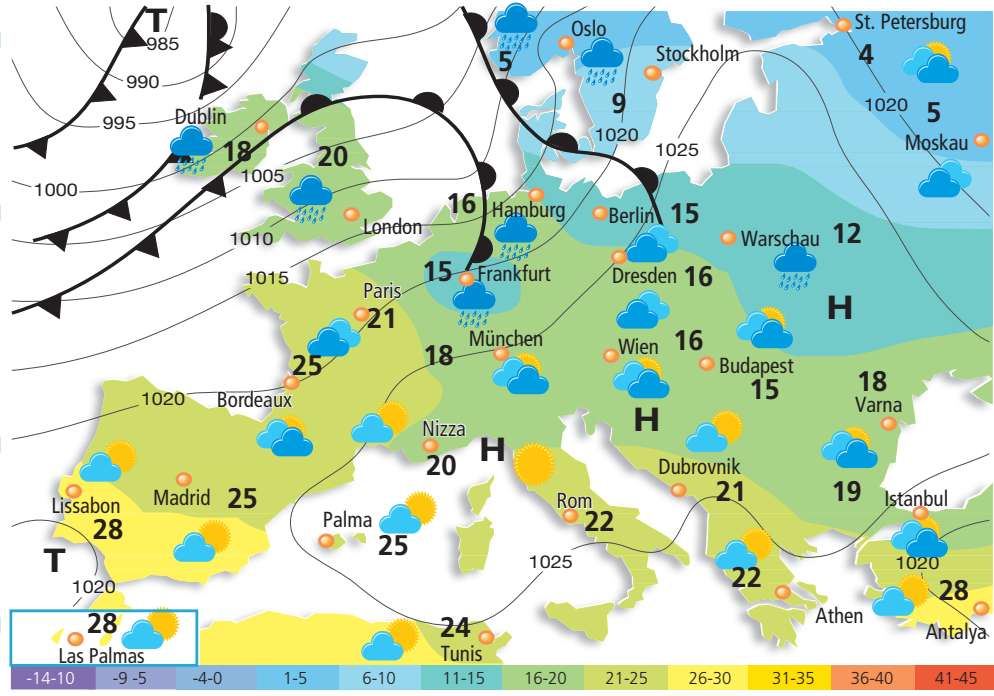 T
985
990
995
1000
1005
1010
1015
1020
Dublin
18
20
London
5
Oslo
9
Stockholm
1020
1025
St. Petersburg
4
1020
5
Moskau
16
Hamburg
Berlin
15
Warschau
12
15
Frankfurt
Dresden
16
H
Paris
21
25
Bordeaux
18
München
Wien
16
Budapest
15
18
Varna
H
Nizza
20
H
Dubrovnik
21
19
Istanbul
1020
Lissabon
28
Madrid
25
Palma
25
Rom
22
T
1020
1025
22
Athen
28
Antalya
28
Las Palmas
24
Tunis
-14-10
-9 -5
-4-0
1-5
6-10
11-15
16-20
21-25
26-30
31-35
36-40
41-45